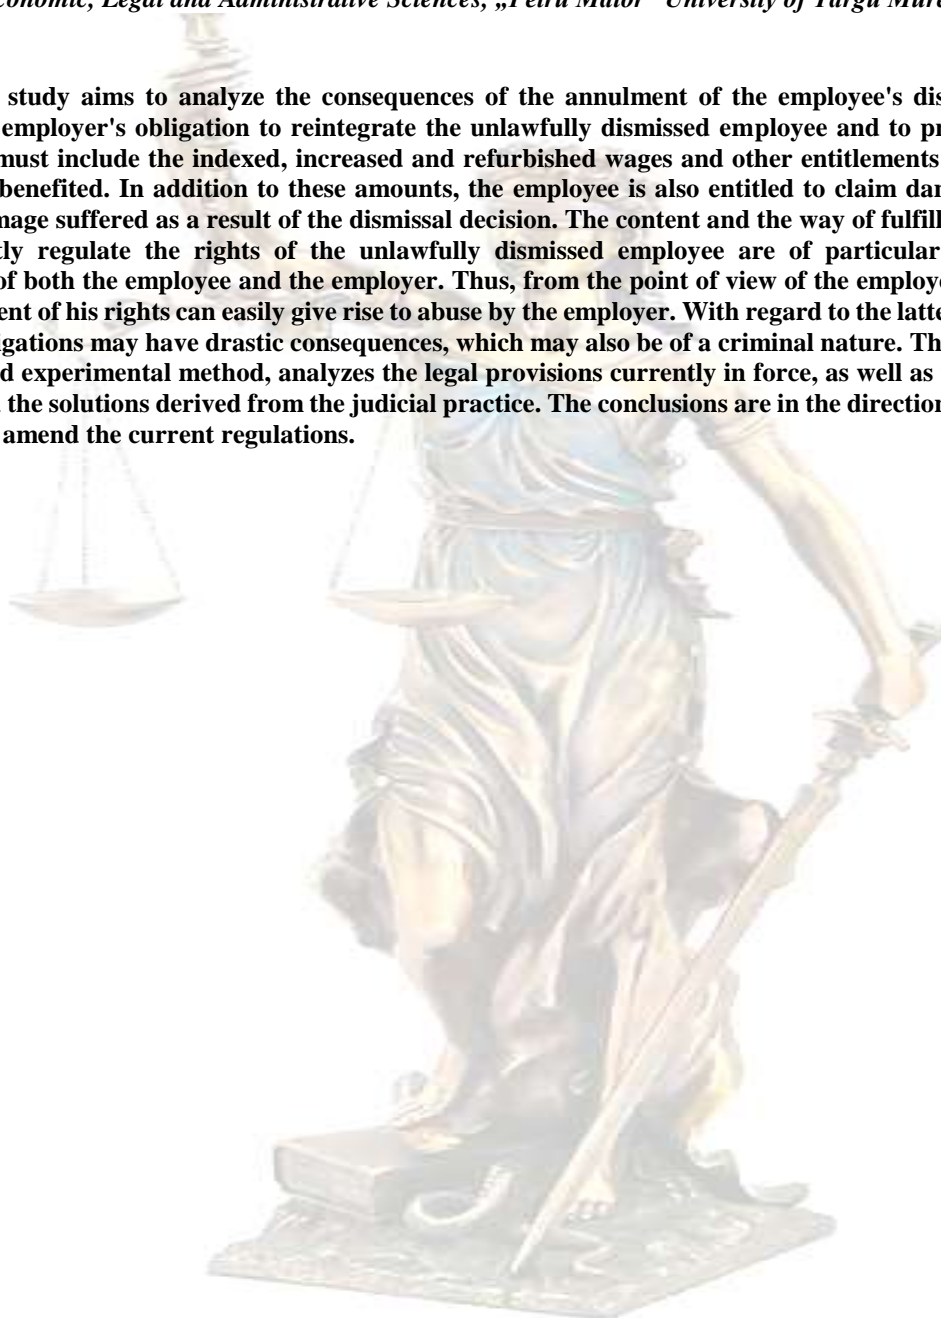 conomic, Legal and Administrative Sciences, „Petru Maior" University of Târgu Mure
study aims to analyze the consequences of the annulment of the employee's dis
employer's obligation to reintegrate the unlawfully dismissed employee and to pr
must include the indexed, increased and refurbished wages and other entitlements
benefited. In addition to these amounts, the employee is also entitled to claim dam
mage suffered as a result of the dismissal decision. The content and the way of fulfill
tly regulate the rights of the unlawfully dismissed employee are of particular
of both the employee and the employer. Thus, from the point of view of the employe
ent of his rights can easily give rise to abuse by the employer. With regard to the latte
igations may have drastic consequences, which may also be of a criminal nature. Th
d experimental method, analyzes the legal provisions currently in force, as well as
the solutions derived from the judicial practice. The conclusions are in the direction
amend the current regulations.